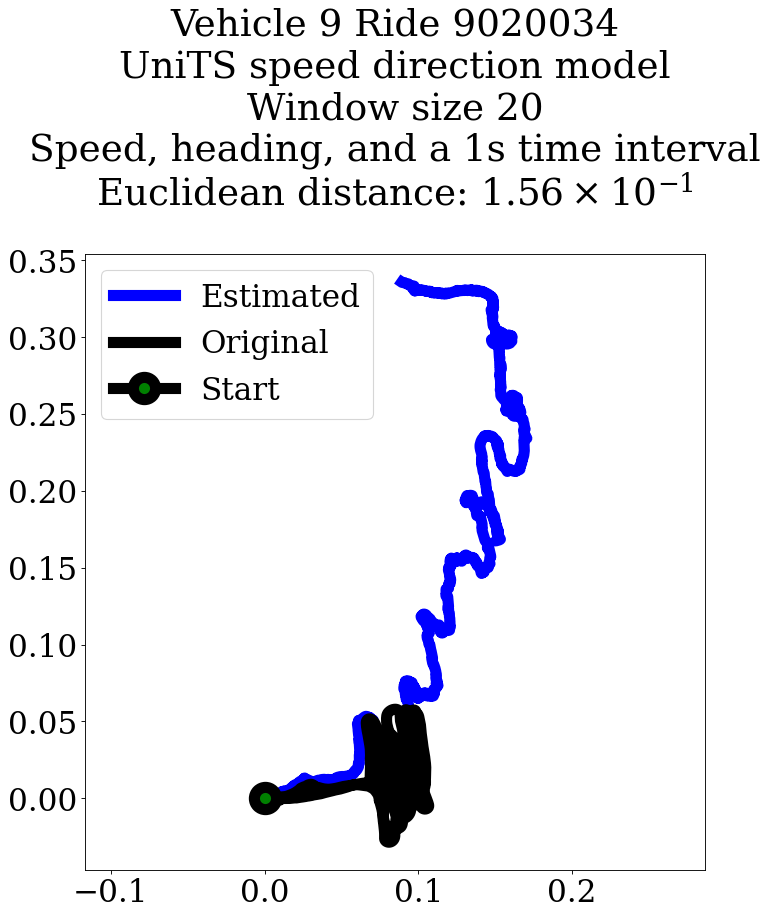 Vehicle 9 Ride 9020034
UniTS speed direction model
Window size 20
Speed, heading, and a 1s time interval
Euclidean distance: 1.56 × 10⁻¹
0.35
0.30
0.25
0.20
0.15
0.10
0.05
0.00
Estimated
Original
Start
−0.1
0.0
0.1
0.2